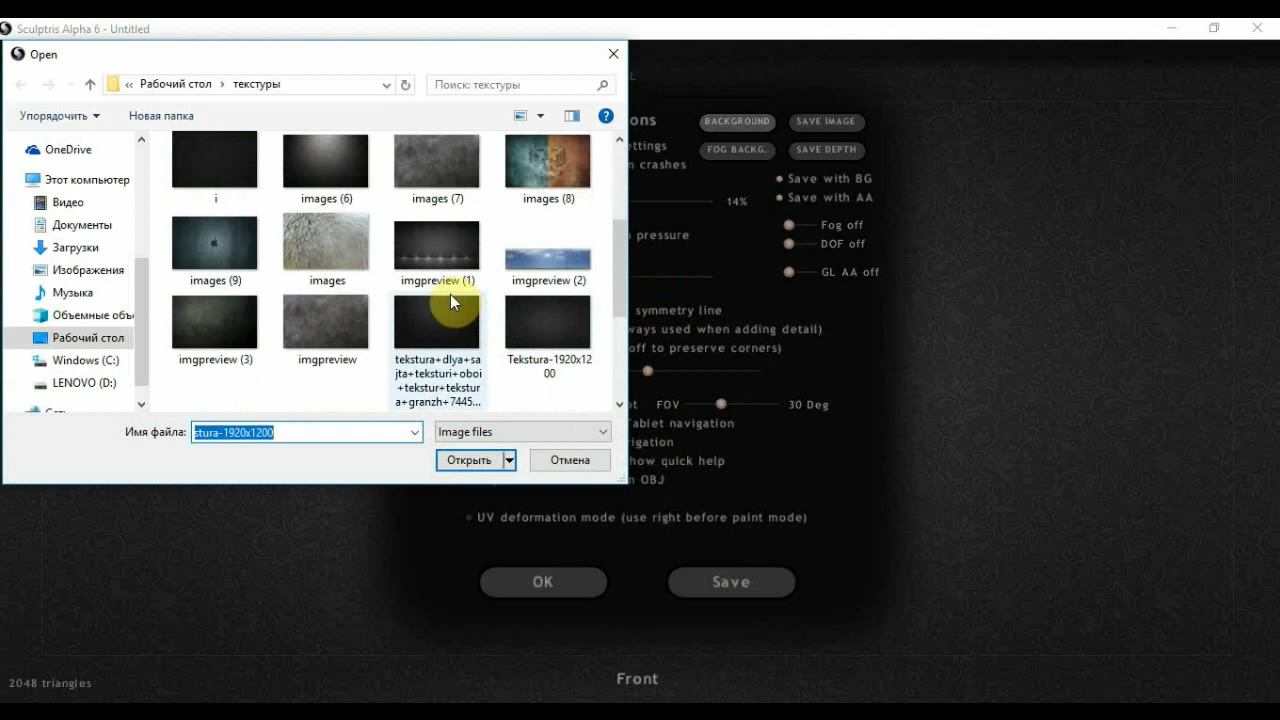 Sculptris Alpha 6 - Untitled
Open
« Рабочий стол › текстуры
Поиск: текстуры
Упорядочить
Новая папка
OneDrive
Этот компьютер
Видео
Документы
Загрузки
Изображения
Музыка
Объемные объ
Рабочий стол
Windows (C:)
LENOVO (D:)
i
images (6)
images (7)
images (8)
images (9)
images
imgpreview (1)
imgpreview (2)
imgpreview (3)
imgpreview
tekstura+dlya+sa
jta+teksturi+oboi
+tekstur+tekstur
a+granzh+7445...
Tekstura-1920x12
00
Имя файла:
stura-1920x1200
Image files
Открыть
Отмена
ons
BACKGROUND
SAVE IMAGE
ettings
FOG BACKG.
SAVE DEPTH
n crashes
Save with BG
14%
Save with AA
Fog off
pressure
DOF off
GL AA off
symmetry line
ways used when adding detail)
off to preserve corners)
ot
FOV
30 Deg
Tablet navigation
vigation
how quick help
n OBJ
UV deformation mode (use right before paint mode)
OK
Save
Front
2048 triangles